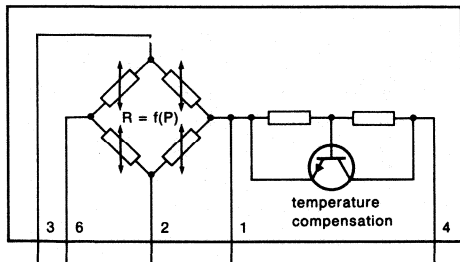 R = f(P)
temperature
compensation
3 6 2 1 4